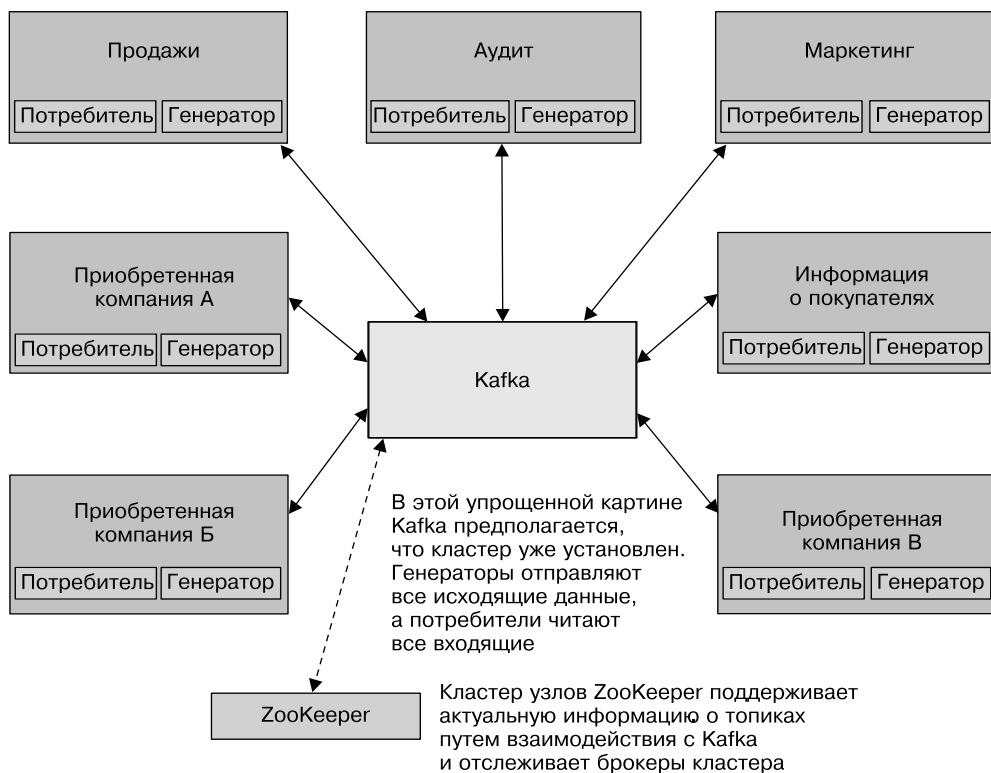 Продажи
Потребитель
Генератор
Аудит
Потребитель
Генератор
Маркетинг
Потребитель
Генератор
Приобретенная
компания А
Потребитель
Генератор
Информация
о покупателях
Потребитель
Генератор
Kafka
Приобретенная
компания Б
Потребитель
Генератор
В этой упрощенной картине
Kafka предполагается,
что кластер уже установлен.
Генераторы отправляют
все исходящие данные,
а потребители читают
все входящие
Приобретенная
компания В
Потребитель
Генератор
ZooKeeper
Кластер узлов ZooKeeper поддерживает
актуальную информацию о топиках
путем взаимодействия с Kafka
и отслеживает брокеры кластера